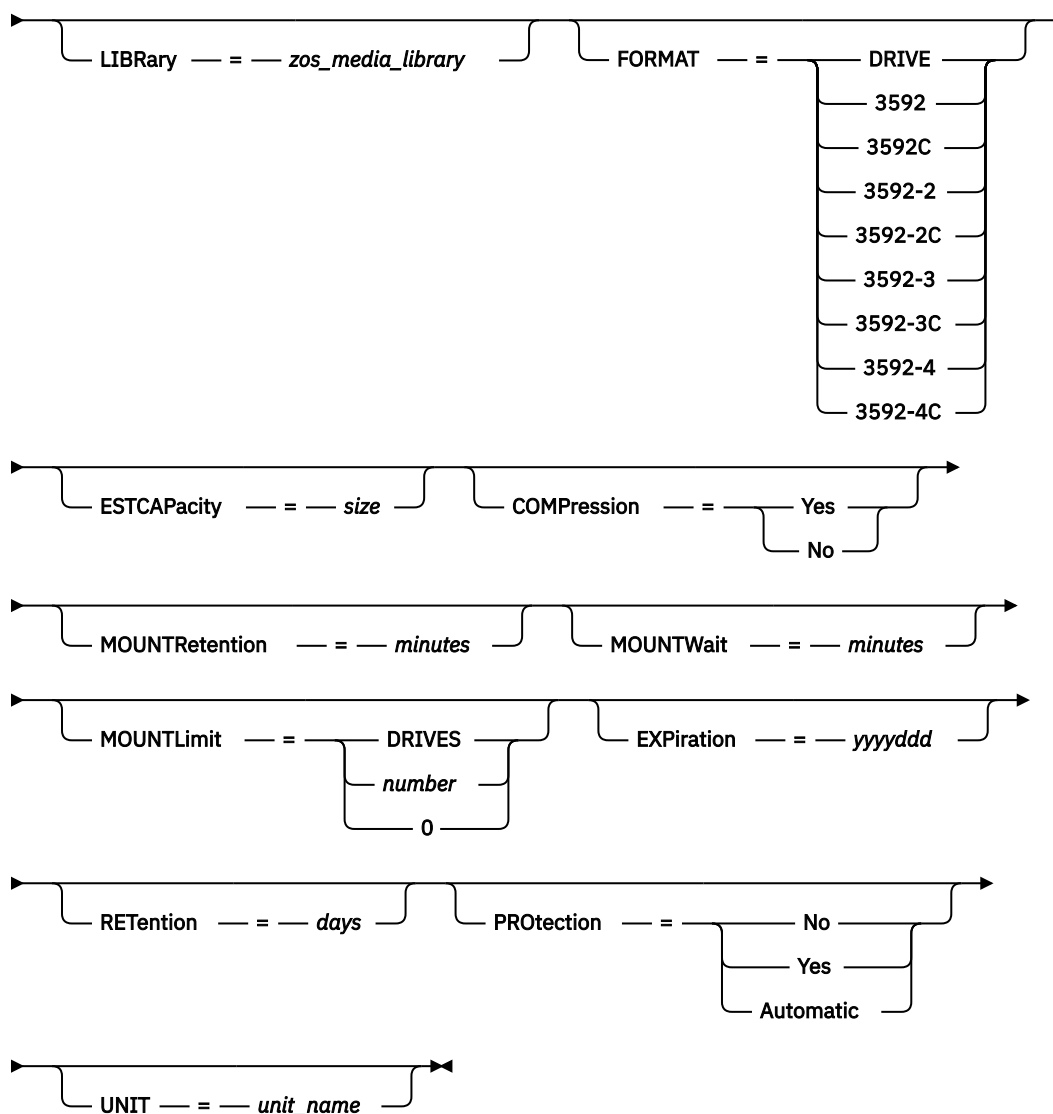 LIBRary = zos_media_library FORMAT = DRIVE
3592
3592C
3592-2
3592-2C
3592-3
3592-3C
3592-4
3592-4C
ESTCAPacity = size COMPression = Yes
No
MOUNTRetention = minutes MOUNTWait = minutes
MOUNTLimit = DRIVES EXPiration = yyyyddd
number
0
RETention = days PROtection = No
Yes
Automatic
UNIT = unit_name